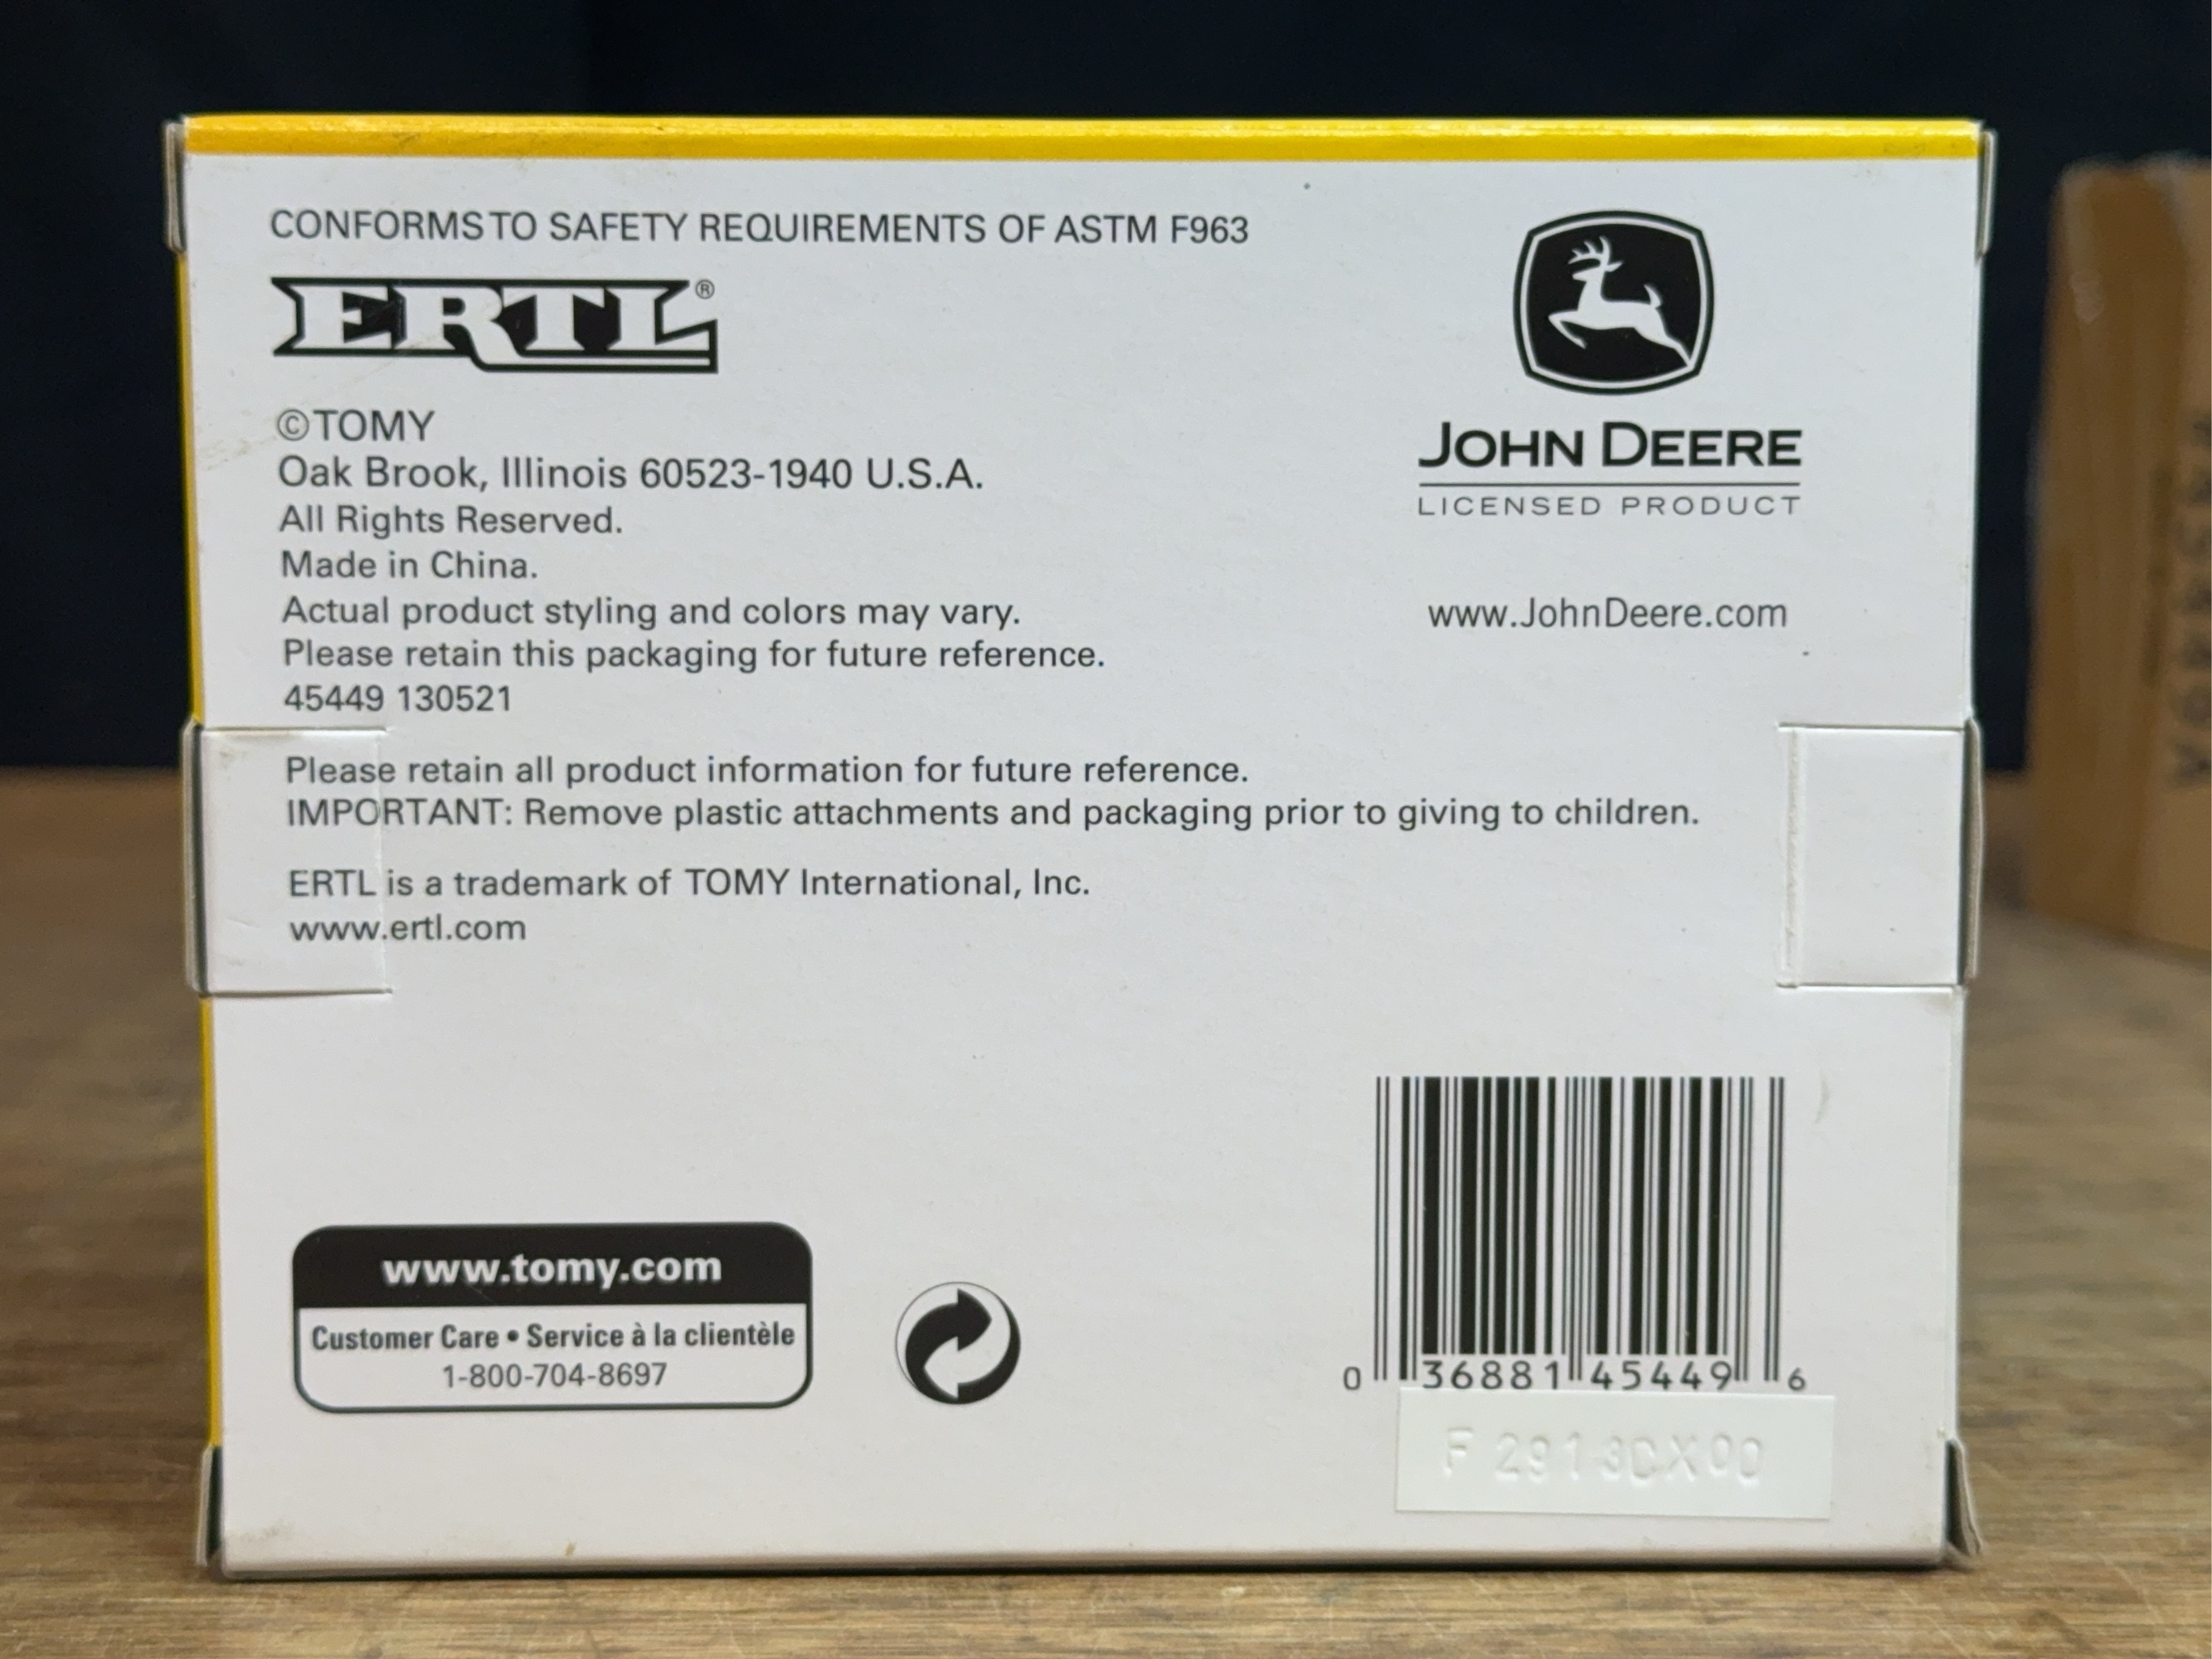 CONFORMS TO SAFETY REQUIREMENTS OF ASTM F963
ERTL®
©TOMY
Oak Brook, Illinois 60523-1940 U.S.A.
All Rights Reserved.
Made in China.
Actual product styling and colors may vary.
Please retain this packaging for future reference.
45449 130521
JOHN DEERE
LICENSED PRODUCT
www.JohnDeere.com
Please retain all product information for future reference.
IMPORTANT: Remove plastic attachments and packaging prior to giving to children.
ERTL is a trademark of TOMY International, Inc.
www.ertl.com
www.tomy.com
Customer Care • Service à la clientèle
1-800-704-8697
0 36881 45449 6
F